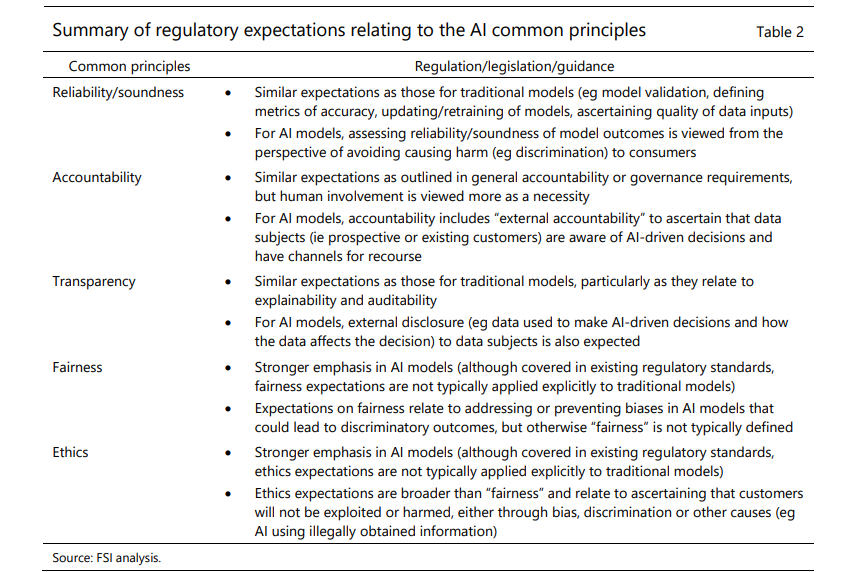 Summary of regulatory expectations relating to the AI common principles Table 2
Common principles Regulation/legislation/guidance
Reliability/soundness • Similar expectations as those for traditional models (eg model validation, defining
metrics of accuracy, updating/retraining of models, ascertaining quality of data inputs)
• For AI models, assessing reliability/soundness of model outcomes is viewed from the
perspective of avoiding causing harm (eg discrimination) to consumers
Accountability • Similar expectations as outlined in general accountability or governance requirements,
but human involvement is viewed more as a necessity
• For AI models, accountability includes “external accountability” to ascertain that data
subjects (ie prospective or existing customers) are aware of AI-driven decisions and
have channels for recourse
Transparency • Similar expectations as those for traditional models, particularly as they relate to
explainability and auditability
• For AI models, external disclosure (eg data used to make AI-driven decisions and how
the data affects the decision) to data subjects is also expected
Fairness • Stronger emphasis in AI models (although covered in existing regulatory standards,
fairness expectations are not typically applied explicitly to traditional models)
• Expectations on fairness relate to addressing or preventing biases in AI models that
could lead to discriminatory outcomes, but otherwise “fairness” is not typically defined
Ethics • Stronger emphasis in AI models (although covered in existing regulatory standards,
ethics expectations are not typically applied explicitly to traditional models)
• Ethics expectations are broader than “fairness” and relate to ascertaining that customers
will not be exploited or harmed, either through bias, discrimination or other causes (eg
AI using illegally obtained information)
Source: FSI analysis.